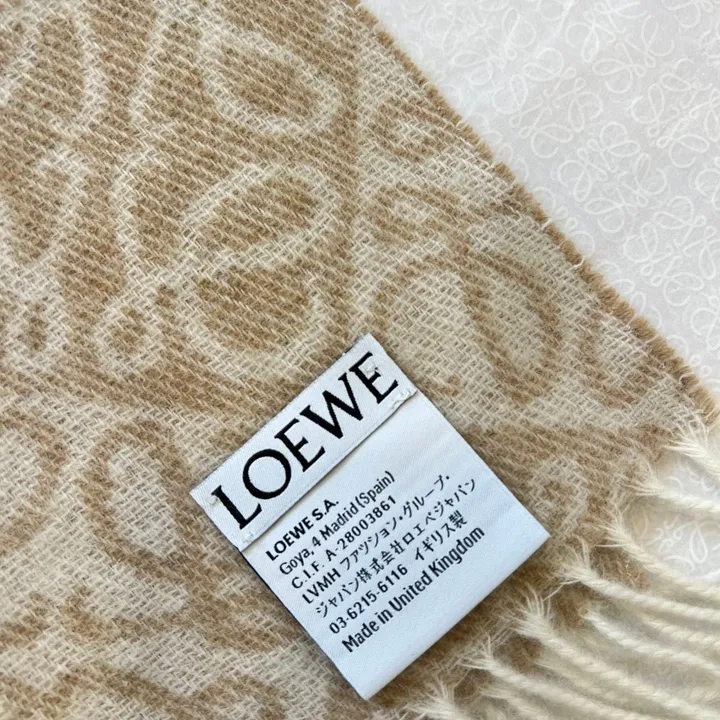 LOEWE
LOEWE S.A.
Goya, 4 Madrid (Spain)
C.I.F. A-28003861
LVMH ファッション・グループ・
ジャパン株式会社ロエベジャパン
03-6215-6116 イギリス製
Made in United Kingdom